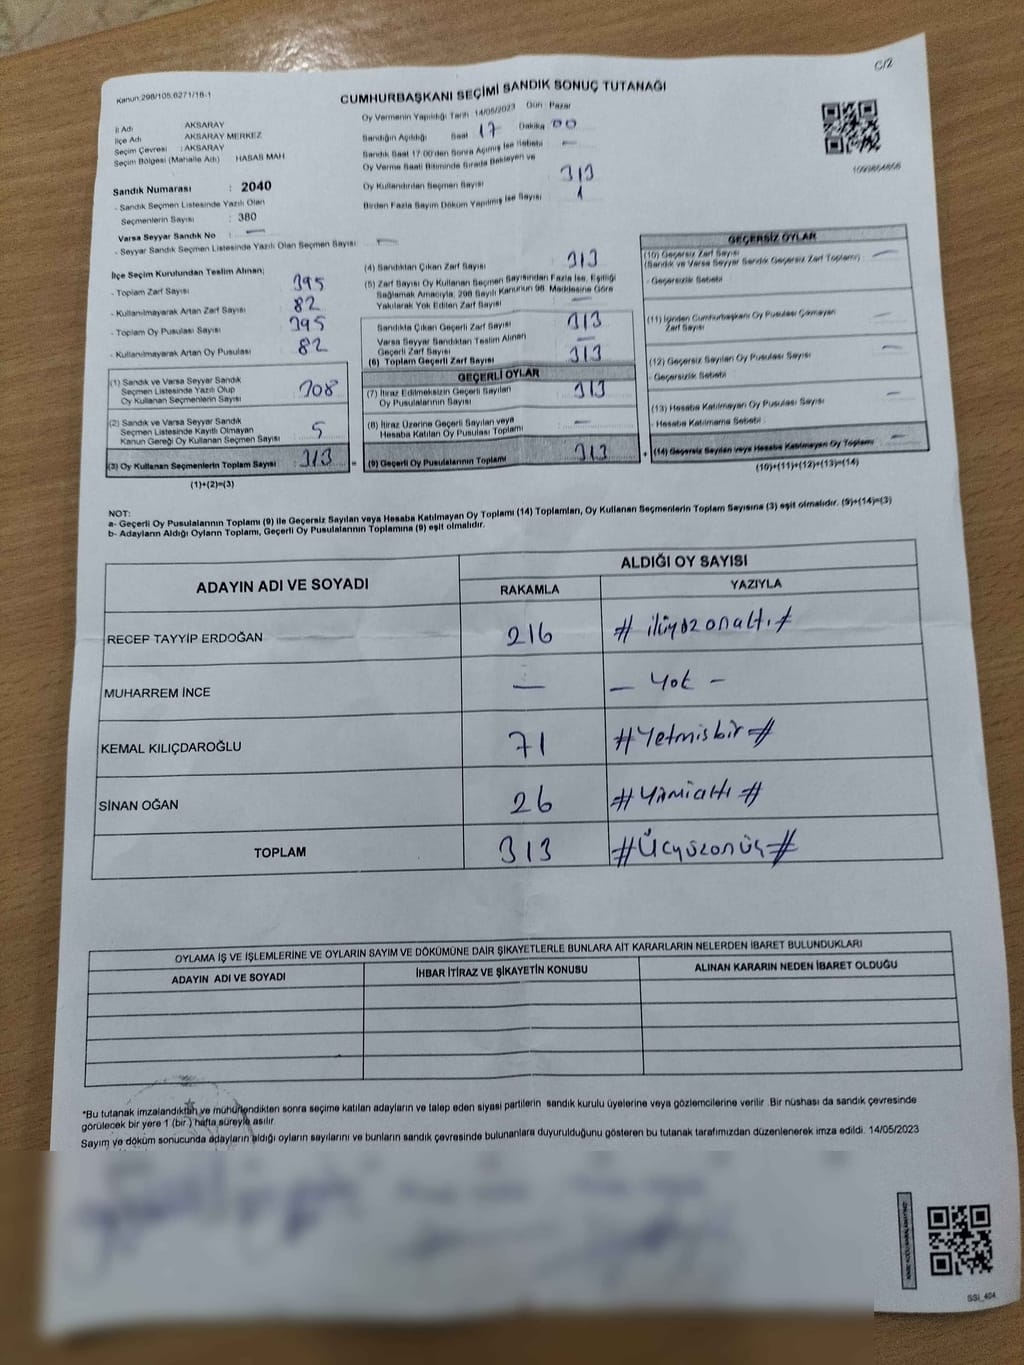 C/2
Kanun:298/105,6271/18-1
CUMHURBAŞKANI SEÇİMİ SANDIK SONUÇ TUTANAĞI
İl Adı AKSARAY
İlçe Adı AKSARAY MERKEZ
Seçim Çevresi : AKSARAY
Seçim Bölgesi (Mahalle Adı) HASAS MAH
Sandık Numarası : 2040
- Sandık Seçmen Listesinde Yazılı Olan
Seçmenlerin Sayısı : 380
Varsa Seyyar Sandık No : —
- Seyyar Sandık Seçmen Listesinde Yazılı Olan Seçmen Sayısı : —
Oy Vermenin Yapıldığı Tarih 14/05/2023 Gün : Pazar
Sandığın Açıldığı Saat 17 Dakika 00
Sandık Saat 17:00'den Sonra Açılmış İse Sebebi : —
Oy Verme Saati Bitiminde Sırada Bekleyen ve
Oy Kullandırılan Seçmen Sayısı 313
Birden Fazla Sayım Döküm Yapılmış İse Sayısı : 1
İlçe Seçim Kurulundan Teslim Alınan;
- Toplam Zarf Sayısı 395
- Kullanılmayarak Artan Zarf Sayısı 82
- Toplam Oy Pusulası Sayısı 395
- Kullanılmayarak Artan Oy Pusulası 82
(1) Sandık ve Varsa Seyyar Sandık
Seçmen Listesinde Yazılı Olup
Oy Kullanan Seçmenlerin Sayısı : 308
(2) Sandık ve Varsa Seyyar Sandık
Seçmen Listesinde Kayıtlı Olmayan
Kanun Gereği Oy Kullanan Seçmen Sayısı : 5
(3) Oy Kullanan Seçmenlerin Toplam Sayısı : 313
(1)+(2)=(3)
(4) Sandıktan Çıkan Zarf Sayısı : 313
(5) Zarf Sayısı Oy Kullanan Seçmen Sayısından Fazla İse, Eşitliği
Sağlamak Amacıyla, 298 Sayılı Kanunun 98. Maddesine Göre
Yakılarak Yok Edilen Zarf Sayısı : —
Sandıkta Çıkan Geçerli Zarf Sayısı 313
Varsa Seyyar Sandıktan Teslim Alınan
Geçerli Zarf Sayısı —
(6) Toplam Geçerli Zarf Sayısı 313
GEÇERLİ OYLAR
(7) İtiraz Edilmeksizin Geçerli Sayılan
Oy Pusulalarının Sayısı : 313
(8) İtiraz Üzerine Geçerli Sayılan veya
Hesaba Katılan Oy Pusulası Toplamı : —
= (9) Geçerli Oy Pusulalarının Toplamı : 313
1099864656
GEÇERSİZ OYLAR
(10) Geçersiz Zarf Sayısı
(Sandık ve Varsa Seyyar Sandık Geçersiz Zarf Toplamı) : —
- Geçersizlik Sebebi :
(11) İçinden Cumhurbaşkanı Oy Pusulası Çıkmayan
Zarf Sayısı : —
(12) Geçersiz Sayılan Oy Pusulası Sayısı : —
- Geçersizlik Sebebi :
(13) Hesaba Katılmayan Oy Pusulası Sayısı : —
- Hesaba Katılmama Sebebi :
+ (14) Geçersiz Sayılan veya Hesaba Katılmayan Oy Toplamı : —
(10)+(11)+(12)+(13)=(14)
NOT:
a- Geçerli Oy Pusulalarının Toplamı (9) ile Geçersiz Sayılan veya Hesaba Katılmayan Oy Toplamı (14) Toplamları, Oy Kullanan Seçmenlerin Toplam Sayısına (3) eşit olmalıdır. (9)+(14)=(3)
b- Adayların Aldığı Oyların Toplamı, Geçerli Oy Pusulalarının Toplamına (9) eşit olmalıdır.
ADAYIN ADI VE SOYADI ALDIĞI OY SAYISI
RAKAMLA YAZIYLA
RECEP TAYYİP ERDOĞAN 216 # ikiyüzonaltı #
MUHARREM İNCE — — Yok —
KEMAL KILIÇDAROĞLU 71 #Yetmisbir#
SİNAN OĞAN 26 #Yirmialtı#
TOPLAM 313 #Üçyüzonüç#
OYLAMA İŞ VE İŞLEMLERİNE VE OYLARIN SAYIM VE DÖKÜMÜNE DAİR ŞİKAYETLERLE BUNLARA AİT KARARLARIN NELERDEN İBARET BULUNDUKLARI
ADAYIN ADI VE SOYADI İHBAR İTİRAZ VE ŞİKAYETİN KONUSU ALINAN KARARIN NEDEN İBARET OLDUĞU
*Bu tutanak imzalandıktan ve mühürlendikten sonra seçime katılan adayların ve talep eden siyasi partilerin sandık kurulu üyelerine veya gözlemcilerine verilir .Bir nüshası da sandık çevresinde
görülecek bir yere 1 (bir ) hafta süreyle asılır.
Sayım ve döküm sonucunda adayların aldığı oyların sayılarını ve bunların sandık çevresinde bulunanlara duyurulduğunu gösteren bu tutanak tarafımızdan düzenlenerek imza edildi. 14/05/2023
SSİ_404